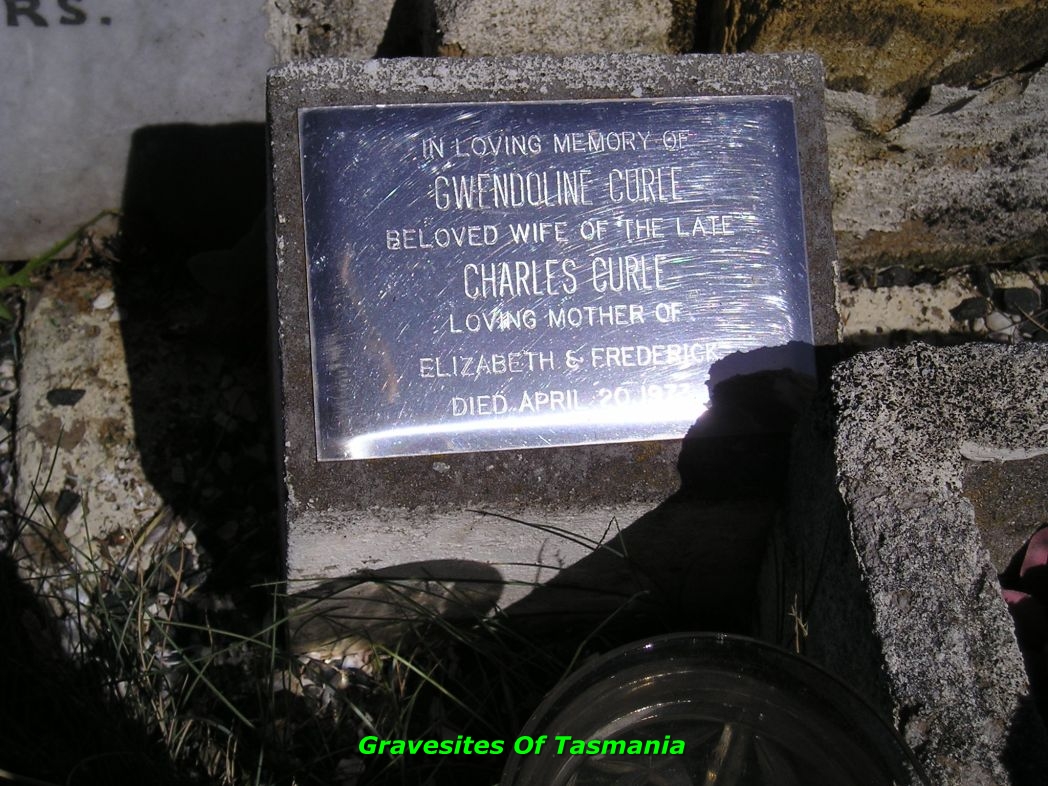 RS.
IN LOVING MEMORY OF
GWENDOLINE CURLE
BELOVED WIFE OF THE LATE
CHARLES CURLE
LOVING MOTHER OF
ELIZABETH & FREDERICK
DIED APRIL 20.
Gravesites Of Tasmania